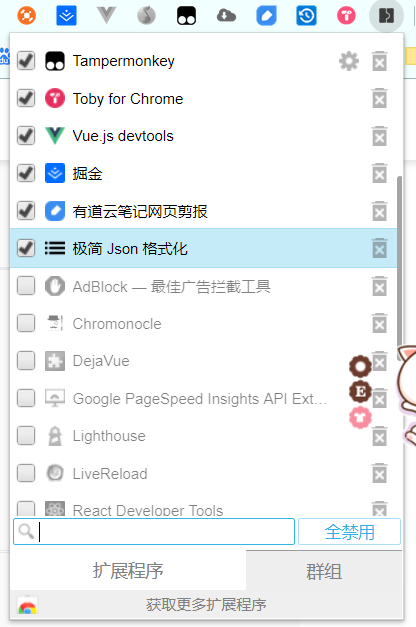 Tampermonkey
Toby for Chrome
Vue.js devtools
掘金
有道云笔记网页剪报
极简 Json 格式化
AdBlock — 最佳广告拦截工具
Chromonocle
DejaVue
Google PageSpeed Insights API Ext...
E
Lighthouse
LiveReload
React Developer Tools
全禁用
扩展程序
群组
获取更多扩展程序